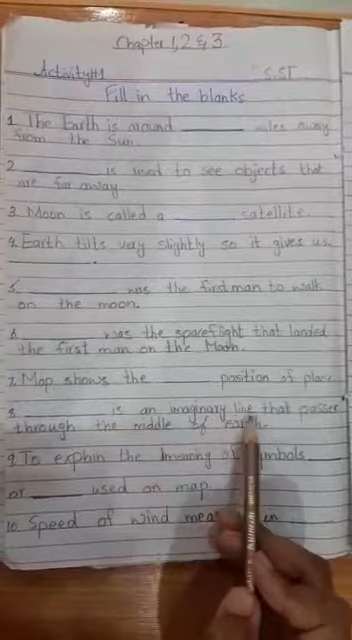 Chapter 1,2 & 3
Activity#1 S.ST
Fill in the blanks
1. The Earth is around ______ miles away
from the Sun.
2 ______ is used to see objects that
are far away
3. Moon is called a ______ satellite.
4. Earth tilts very slightly so it gives us
______.
5. ______ was the first man to walk
on the moon.
6. ______ was the spaceflight that landed
the first man on the Moon.
7. Map shows the ______ position of place
8. ______ is an imaginary line that passes
through the middle of earth.
9. To explain the meaning of symbols ______
or ______ used on map.
10. Speed of wind in ______